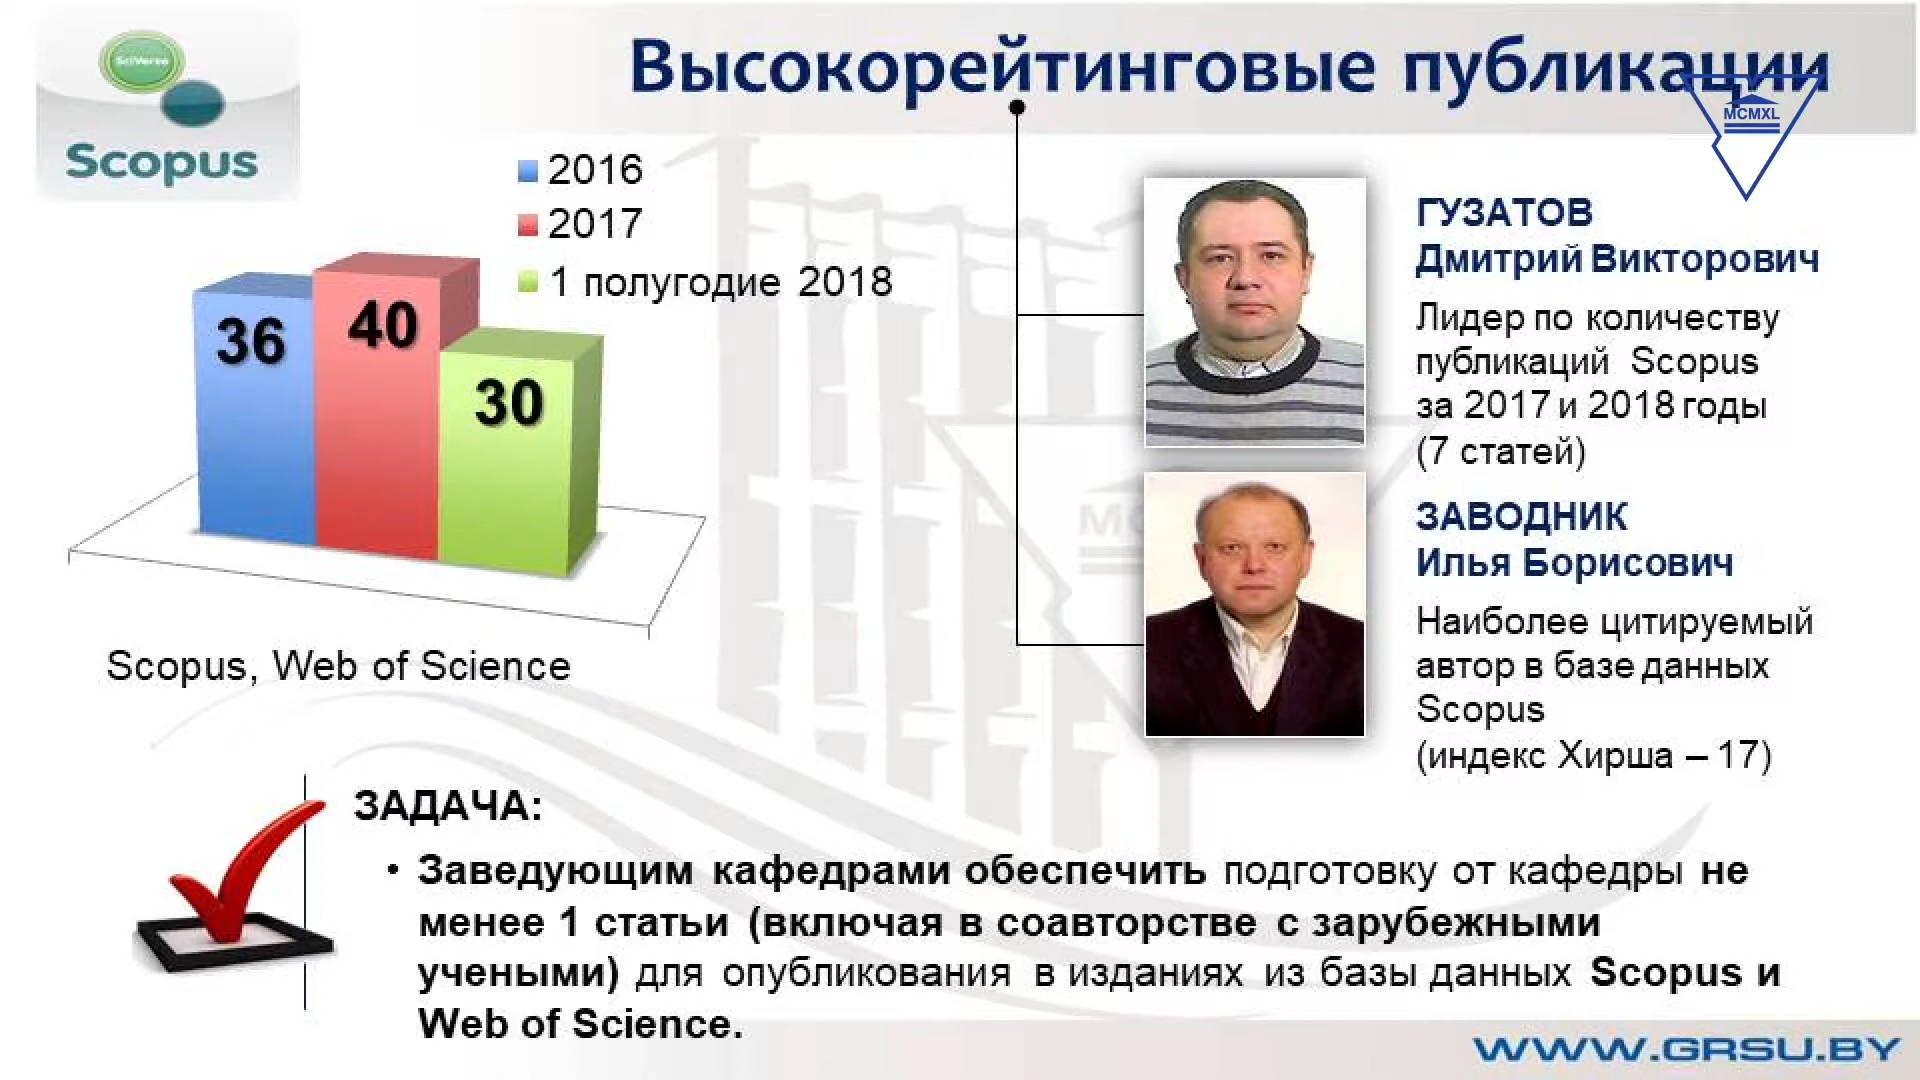 Высокорейтинговые публикации
SciVerse
Scopus
MCMXL
2016
2017
1 полугодие 2018
36
40
30
Scopus, Web of Science
ГУЗАТОВ
Дмитрий Викторович
Лидер по количеству
публикаций Scopus
за 2017 и 2018 годы
(7 статей)
ЗАВОДНИК
Илья Борисович
Наиболее цитируемый
автор в базе данных
Scopus
(индекс Хирша – 17)
ЗАДАЧА:
• Заведующим кафедрами обеспечить подготовку от кафедры не
менее 1 статьи (включая в соавторстве с зарубежными
учеными) для опубликования в изданиях из базы данных Scopus и
Web of Science.
WWW.GRSU.BY